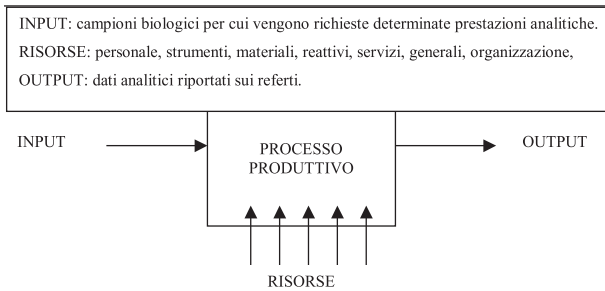 INPUT: campioni biologici per cui vengono richieste determinate prestazioni analitiche.
RISORSE: personale, strumenti, materiali, reattivi, servizi, generali, organizzazione,
OUTPUT: dati analitici riportati sui referti.
INPUT
PROCESSO
PRODUTTIVO
OUTPUT
RISORSE